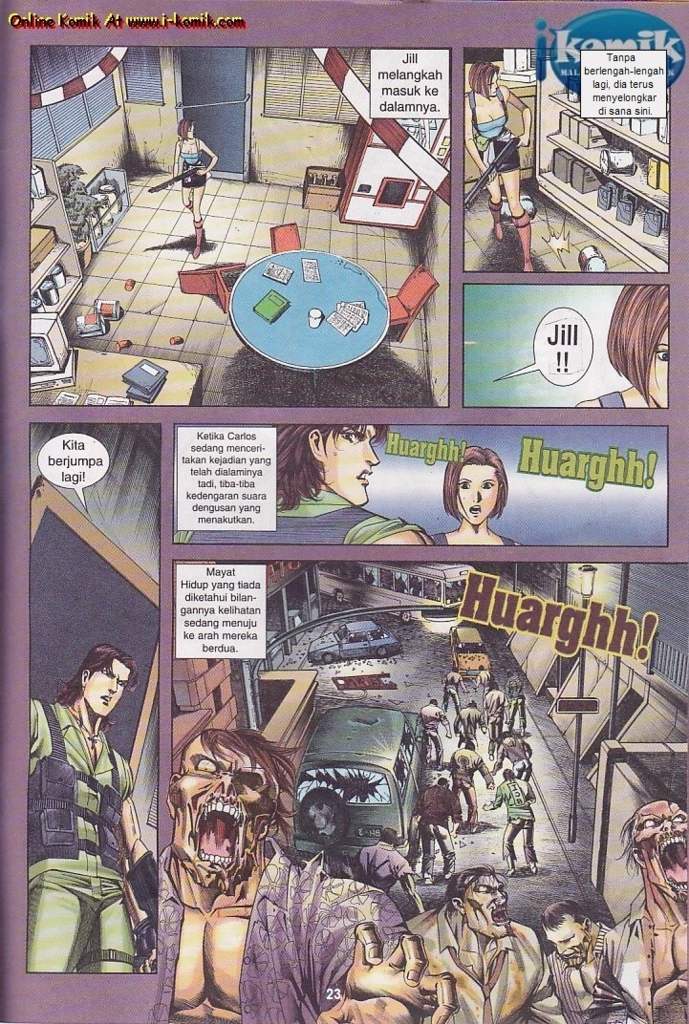 Online Komik At www.i-komik.com
ikomik
Jill
melangkah
masuk ke
dalamnya.
Tanpa
berlengah-lengah
lagi, dia terus
menyelongkar
di sana sini.
Jill
!!
Kita
berjumpa
lagi!
Ketika Carlos
sedang menceri-
takan kejadian yang
telah dialaminya
tadi, tiba-tiba
kedengaran suara
dengusan yang
menakutkan.
Huarghh!
Huarghh!
Mayat
Hidup yang tiada
diketahui bilan-
gannya kelihatan
sedang menuju
ke arah mereka
berdua.
Huarghh!
23